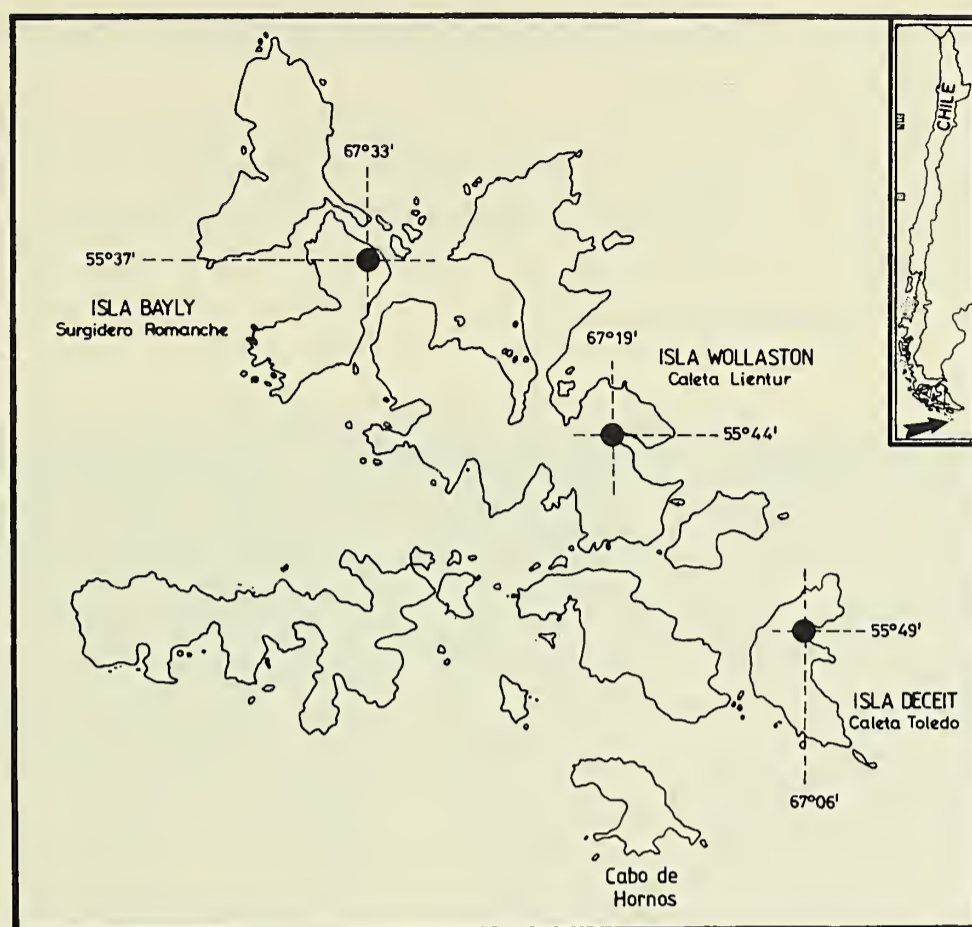 CHILE
67°33'
55°37'
ISLA BAYLY
Surgidero Romanche
67°19'
ISLA WOLLASTON
Caleta Lientur
55°44'
55°49'
ISLA DECEIT
Caleta Toledo
67°06'
Cabo de
Hornos